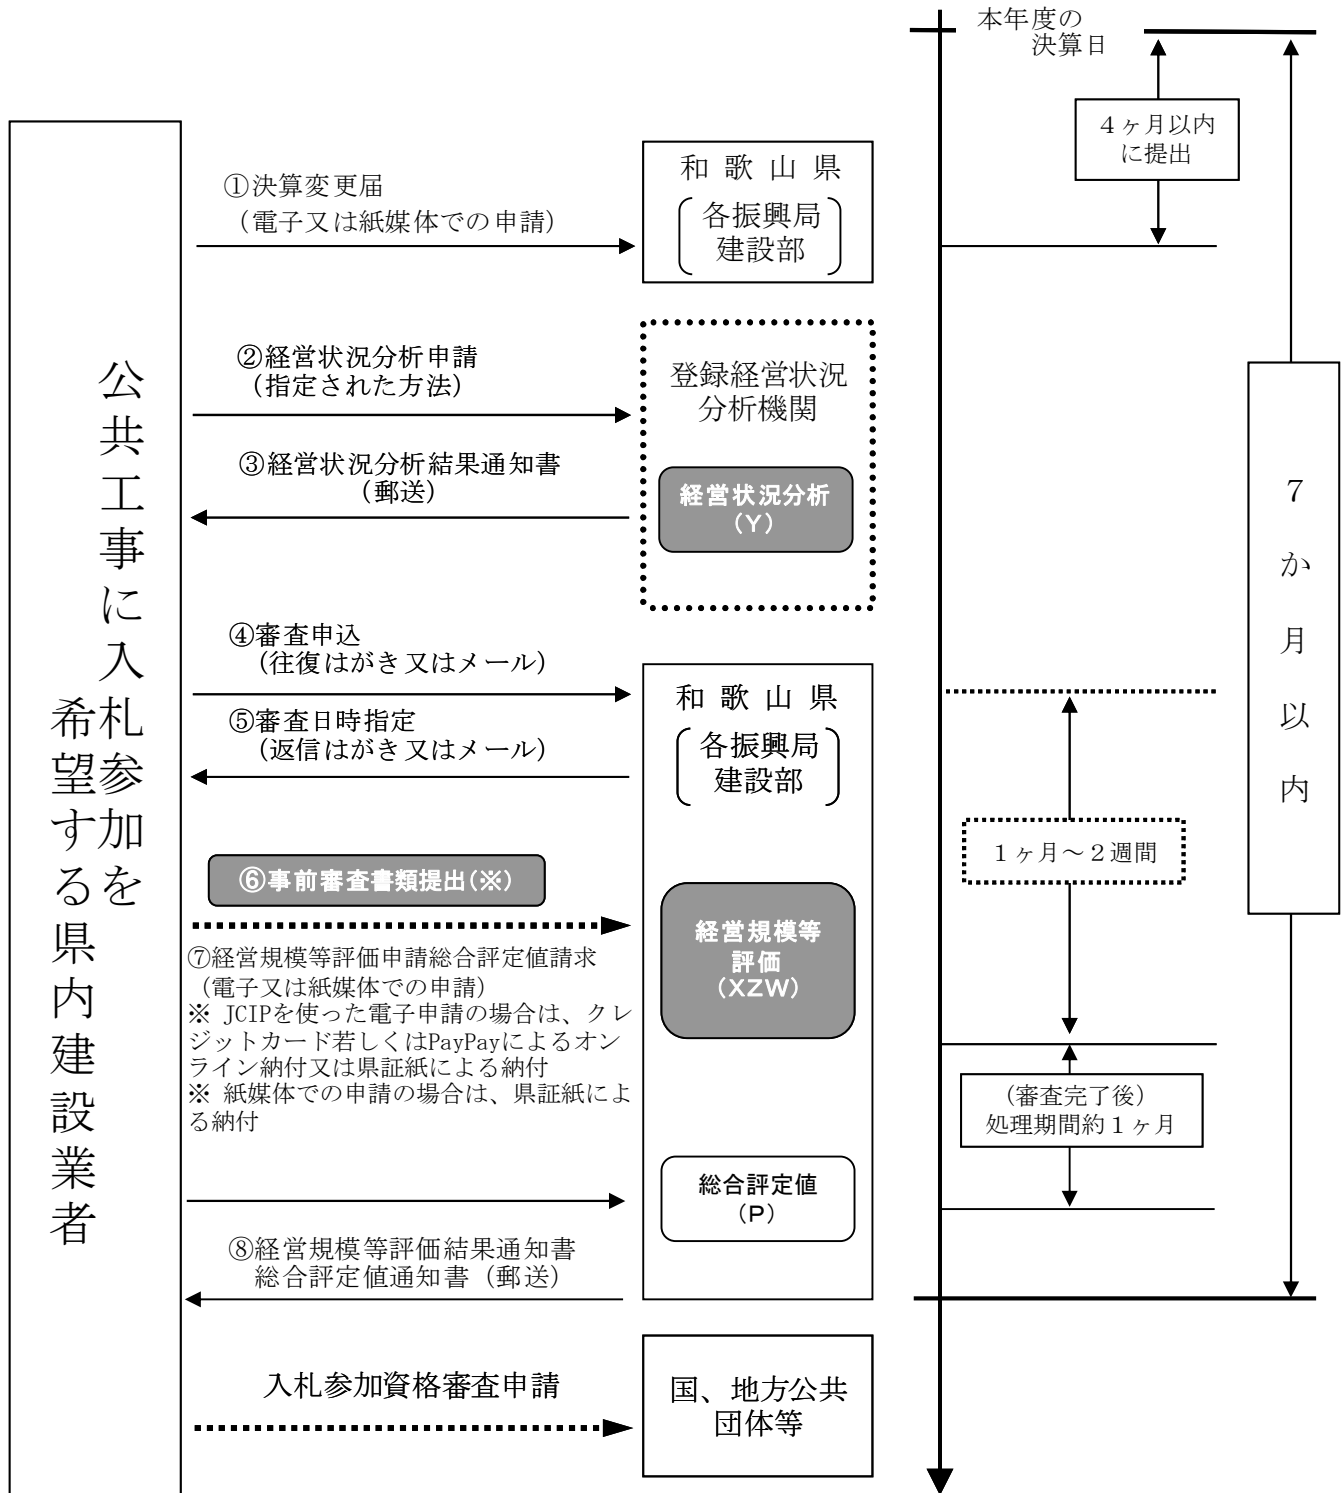 本年度の
決算日
4ヶ月以内
に提出
7か月以内
公共工事に入札参加を
希望する県内建設業者
①決算変更届
(電子又は紙媒体での申請)
和歌山県
各振興局
建設部
②経営状況分析申請
(指定された方法)
登録経営状況
分析機関
③経営状況分析結果通知書
(郵送)
経営状況分析
(Y)
④審査申込
(往復はがき又はメール)
⑤審査日時指定
(返信はがき又はメール)
和歌山県
各振興局
建設部
1ヶ月~2週間
⑥事前審査書類提出(※)
経営規模等
評価
(XZW)
⑦経営規模等評価申請総合評定値請求
(電子又は紙媒体での申請)
※ JCIPを使った電子申請の場合は、クレ
ジットカード若しくはPayPayによるオン
ライン納付又は県証紙による納付
※ 紙媒体での申請の場合は、県証紙によ
る納付
(審査完了後)
処理期間約1ヶ月
総合評定値
(P)
⑧経営規模等評価結果通知書
総合評定値通知書(郵送)
入札参加資格審査申請
国、地方公共
団体等